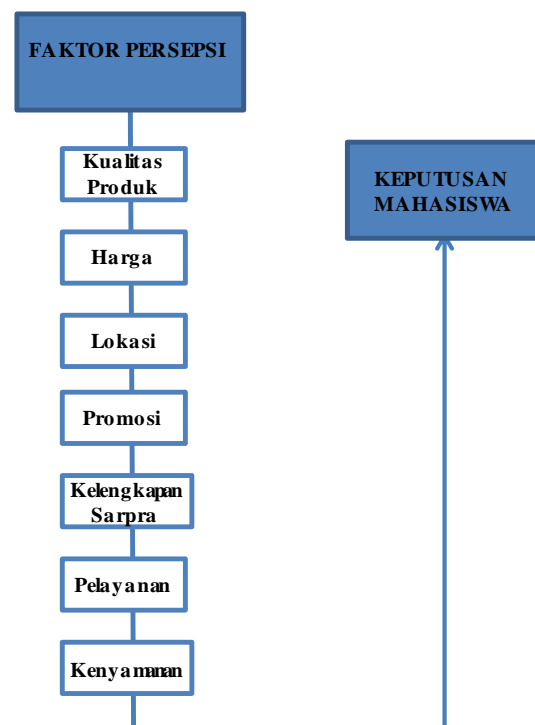 FAKTOR PERSEPSI
Kualitas
Produk
KEPUTUSAN
MAHASISWA
Harga
Lokasi
Promosi
Kelengkapan
Sarpra
Pelayanan
Kenyamanan